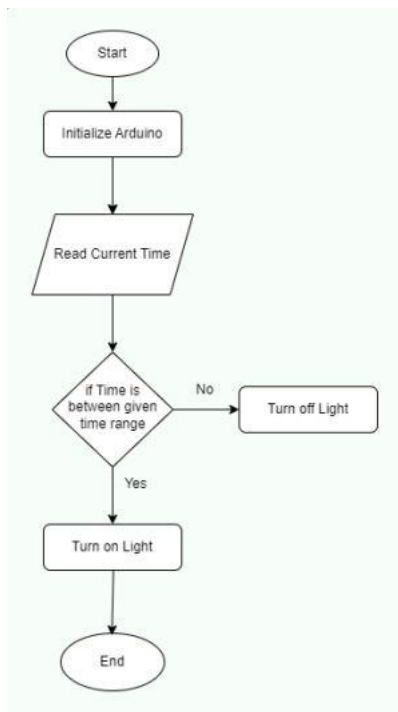 Start
Initialize Arduino
Read Current Time
if Time is
between given
time range
No
Turn off Light
Yes
Turn on Light
End